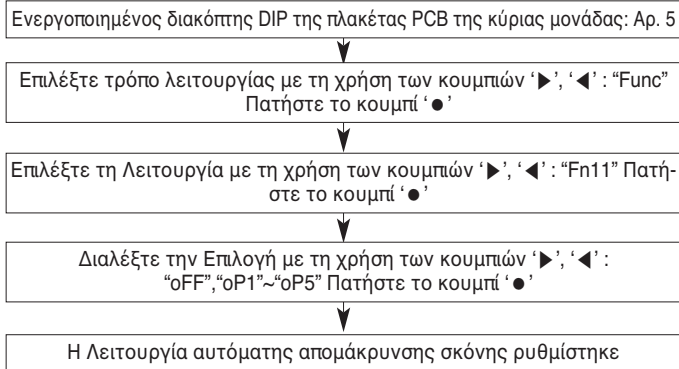 Ενεργοποιημένος διακόπτης DIP της πλακέτας PCB της κύριας μονάδας: Αρ. 5
Επιλέξτε τρόπο λειτουργίας με τη χρήση των κουμπιών ‘▶’, ‘◀’ : “Func”
Πατήστε το κουμπί ‘●’
Επιλέξτε τη Λειτουργία με τη χρήση των κουμπιών ‘▶’, ‘◀’ : “Fn11” Πατή-
στε το κουμπί ‘●’
Διαλέξτε την Επιλογή με τη χρήση των κουμπιών ‘▶’, ‘◀’ :
“oFF”,“oP1”~“oP5” Πατήστε το κουμπί ‘●’
Η Λειτουργία αυτόματης απομάκρυνσης σκόνης ρυθμίστηκε